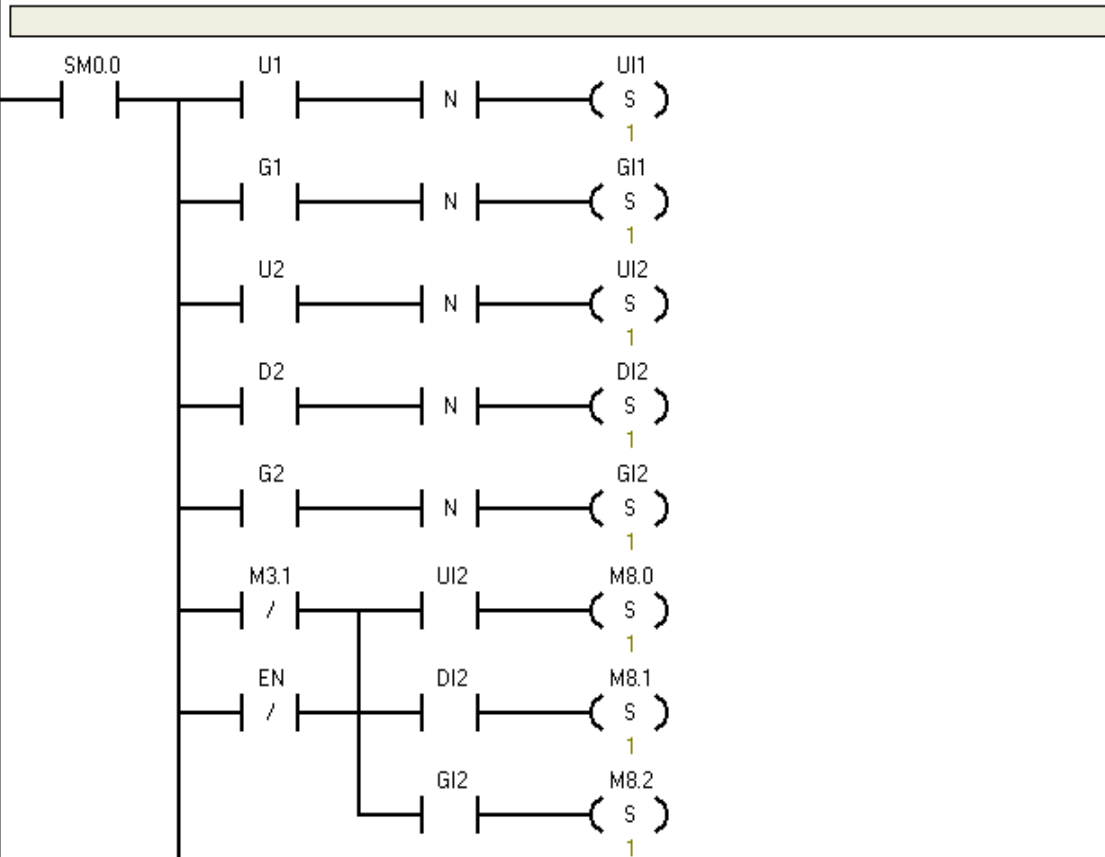 SM0.0 U1 UI1
N S
1
G1 GI1
N S
1
U2 UI2
N S
1
D2 DI2
N S
1
G2 GI2
N S
1
M3.1 UI2 M8.0
/ S
1
EN DI2 M8.1
/ S
1
GI2 M8.2
S
1